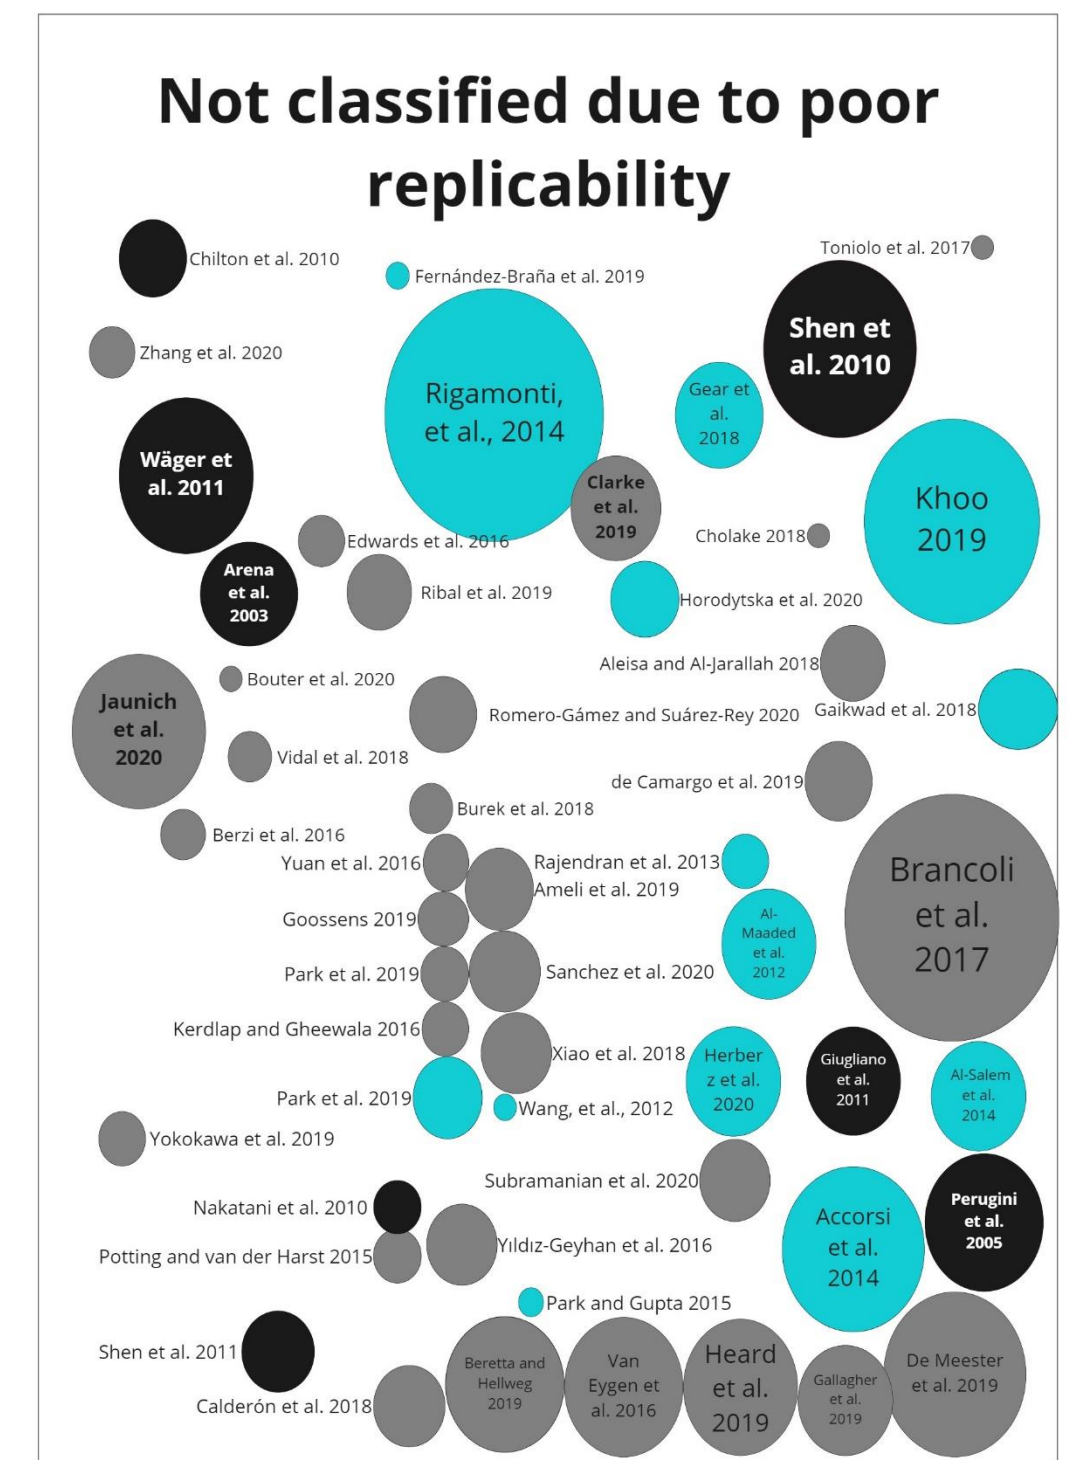 Not classified due to poor
replicability
Toniolo et al. 2017
Chilton et al. 2010
Fernández-Braña et al. 2019
Shen et
al. 2010
Zhang et al. 2020
Rigamonti,
et al., 2014
Gear et
al.
2018
Wäger et
al. 2011
Clarke
et al.
2019
Khoo
2019
Cholake 2018
Edwards et al. 2016
Arena
et al.
2003
Ribal et al. 2019
Horodytska et al. 2020
Aleisa and Al-Jarallah 2018
Bouter et al. 2020
Jaunich
et al.
2020
Romero-Gámez and Suárez-Rey 2020
Gaikwad et al. 2018
Vidal et al. 2018
de Camargo et al. 2019
Burek et al. 2018
Berzi et al. 2016
Yuan et al. 2016
Rajendran et al. 2013
Ameli et al. 2019
Brancoli
et al.
2017
Goossens 2019
Al-
Maaded
et al.
2012
Park et al. 2019
Sanchez et al. 2020
Kerdlap and Gheewala 2016
Xiao et al. 2018
Herber
z et al.
2020
Giugliano
et al.
2011
Al-Salem
et al.
2014
Park et al. 2019
Wang, et al., 2012
Yokokawa et al. 2019
Subramanian et al. 2020
Nakatani et al. 2010
Accorsi
et al.
2014
Perugini
et al.
2005
Yıldız-Geyhan et al. 2016
Potting and van der Harst 2015
Park and Gupta 2015
Shen et al. 2011
Beretta and
Hellweg
2019
Van
Eygen et
al. 2016
Heard
et al.
2019
Gallagher
et al.
2019
De Meester
et al. 2019
Calderón et al. 2018